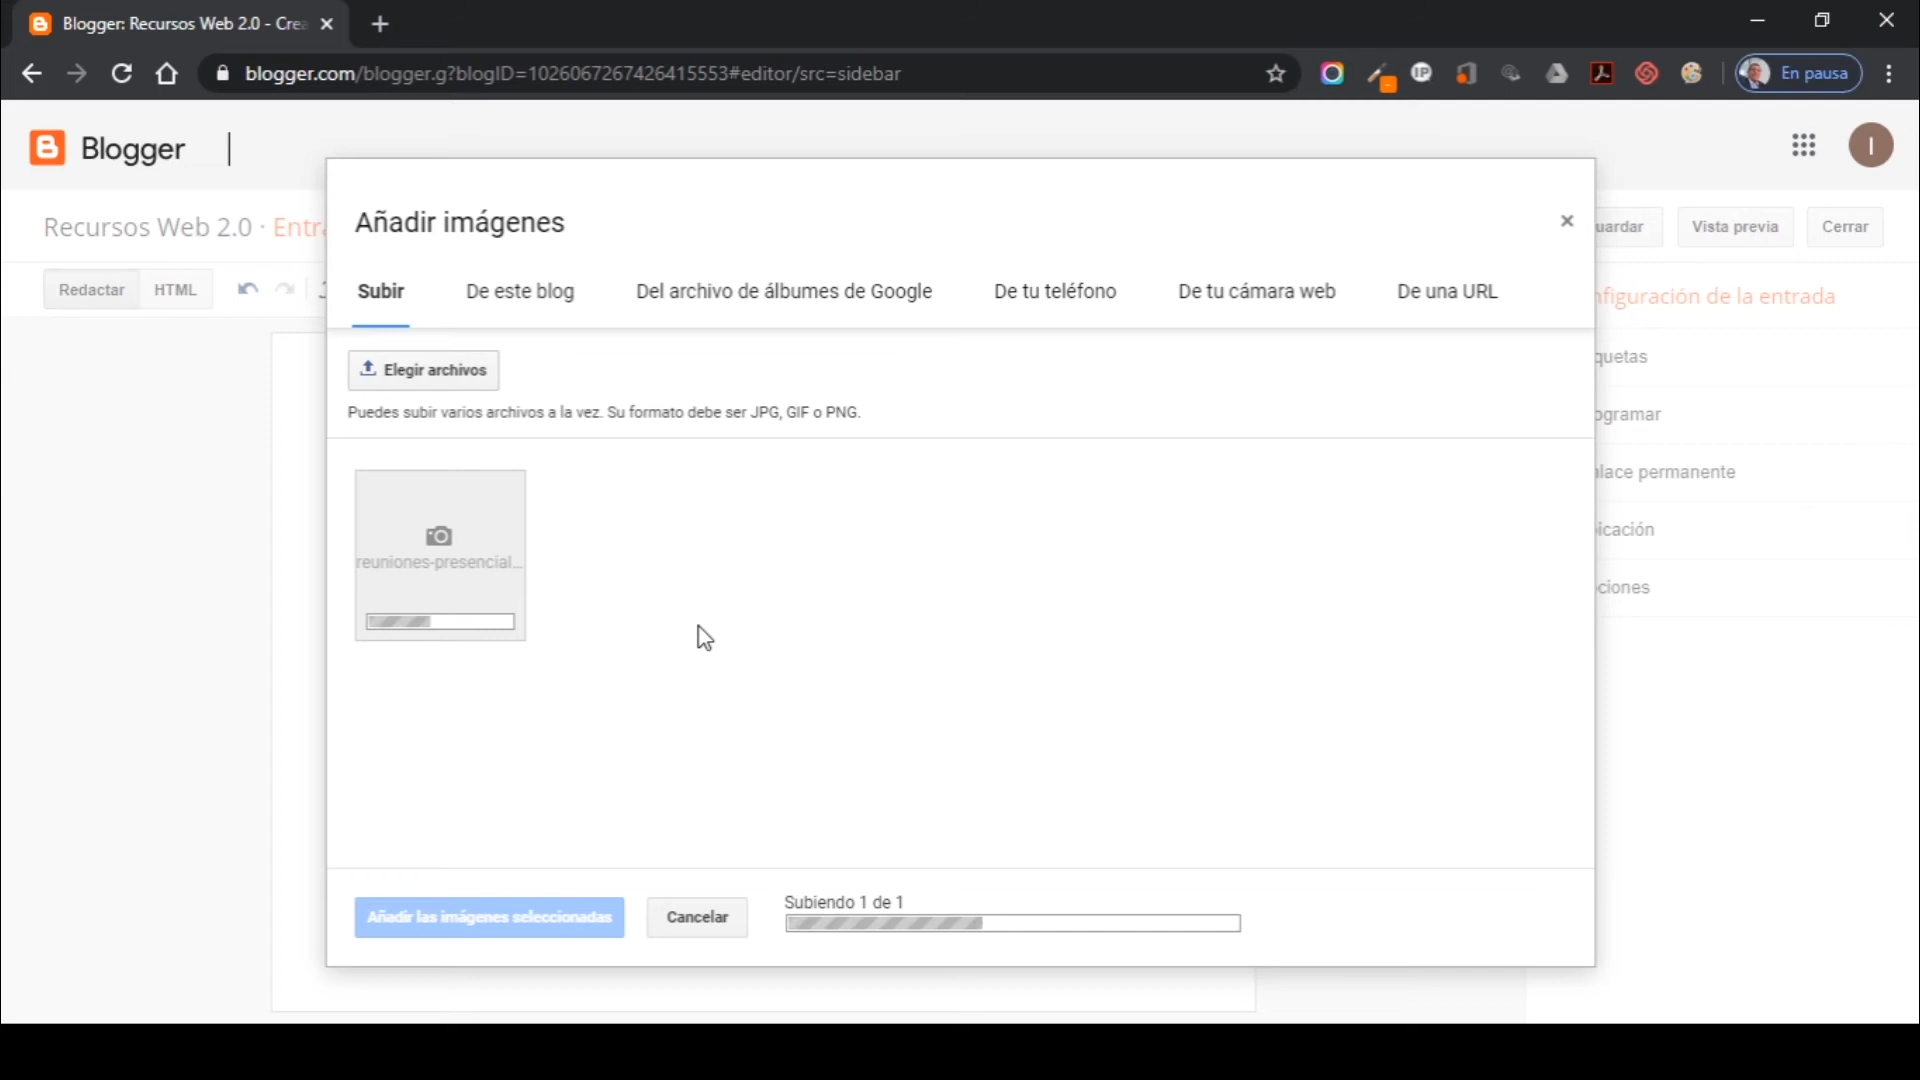 Blogger: Recursos Web 2.0 - Crea
blogger.com/blogger.g?blogID=1026067267426415553#editor/src=sidebar
IP
En pausa
Blogger
I
Recursos Web 2.0 · Entra
Añadir imágenes
uardar
Vista previa
Cerrar
Redactar
HTML
Subir
De este blog
Del archivo de álbumes de Google
De tu teléfono
De tu cámara web
De una URL
nfiguración de la entrada
Elegir archivos
Puedes subir varios archivos a la vez. Su formato debe ser JPG, GIF o PNG.
quetas
ogramar
lace permanente
icación
ciones
reuniones-presencial...
Añadir las imágenes seleccionadas
Cancelar
Subiendo 1 de 1